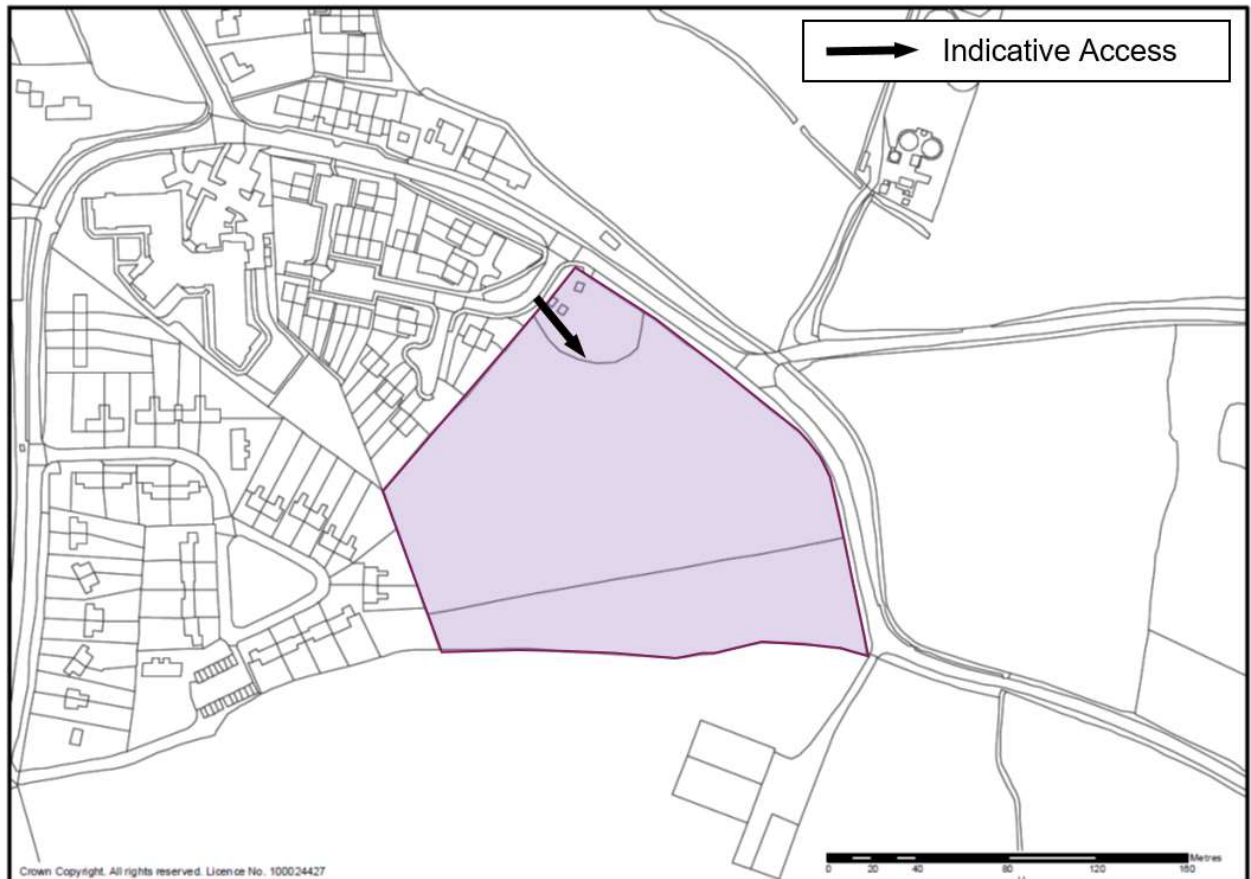 Indicative Access
Crown Copyright. All rights reserved. Licence No. 100024427
Metres
0 20 40 80 120 160